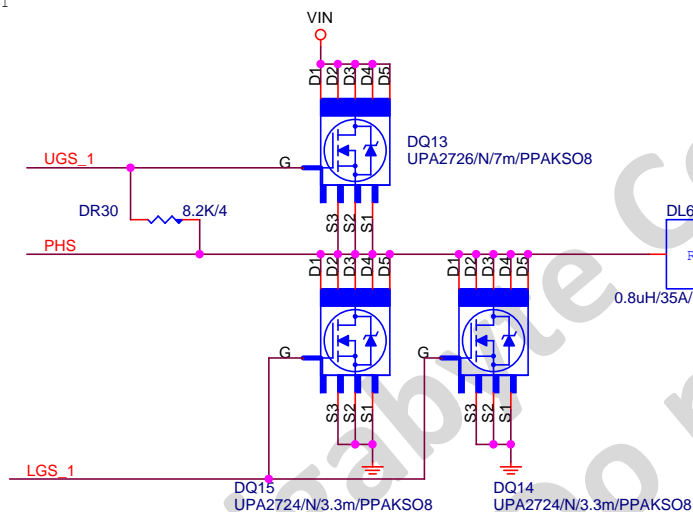 VIN
D1 D2 D3 D4 D5
DQ13
UPA2726/N/7m/PPAKSO8
UGS_1
G
DR30 8.2K/4
S3 S2 S1
DL6
PHS
D1 D2 D3 D4 D5
D1 D2 D3 D4 D5
R
0.8uH/35A/
G
G
S3 S2 S1
S3 S2 S1
LGS_1
DQ15
UPA2724/N/3.3m/PPAKSO8
DQ14
UPA2724/N/3.3m/PPAKSO8